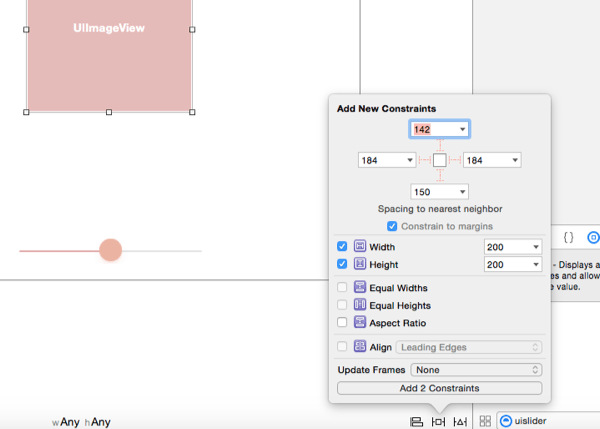 UIImageView
Add New Constraints
142
184
184
150
Spacing to nearest neighbor
Constrain to margins
Width
200
Height
200
Equal Widths
Equal Heights
Aspect Ratio
Align
Leading Edges
Update Frames
None
Add 2 Constraints
{ }
- Displays a
es and allow
e value.
wAny hAny
uislider